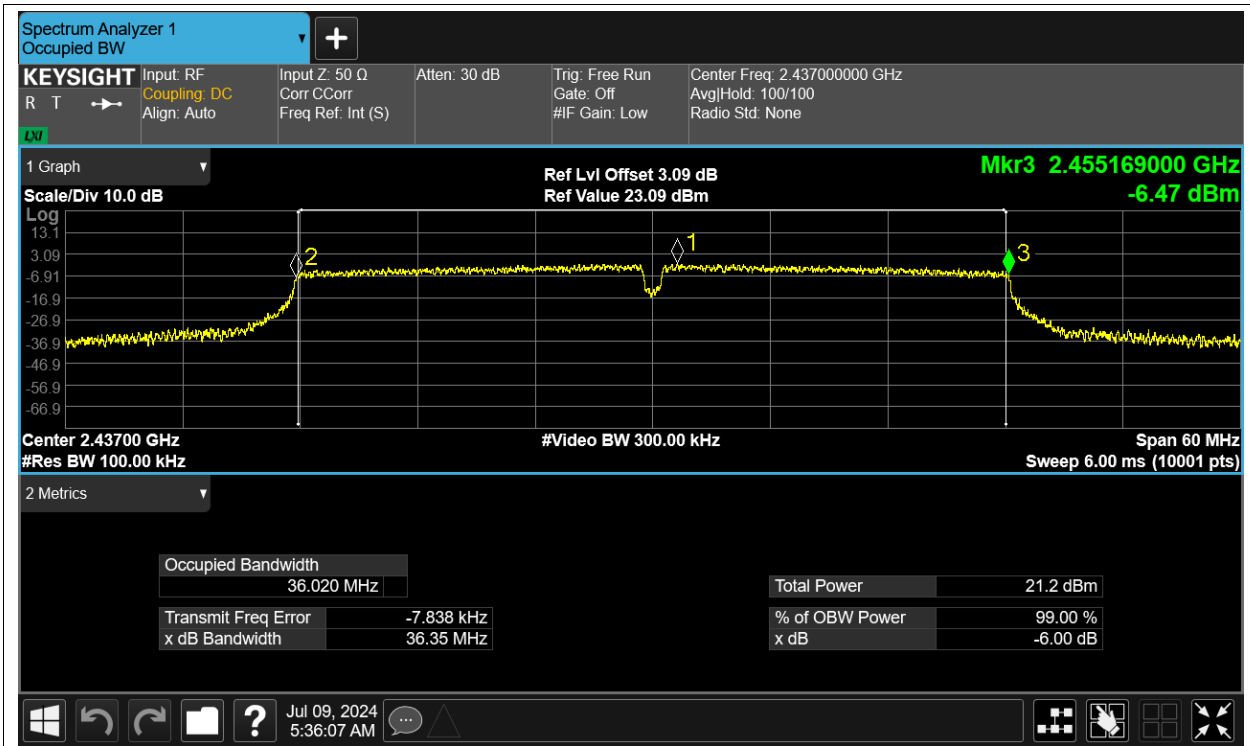 Spectrum Analyzer 1
Occupied BW
KEYSIGHT
R T
LXI
Input: RF
Coupling: DC
Align: Auto
Input Z: 50 Ω
Corr CCorr
Freq Ref: Int (S)
Atten: 30 dB
Trig: Free Run
Gate: Off
#IF Gain: Low
Center Freq: 2.437000000 GHz
Avg|Hold: 100/100
Radio Std: None
1 Graph
Scale/Div 10.0 dB
Ref Lvl Offset 3.09 dB
Ref Value 23.09 dBm
Mkr3 2.455169000 GHz
-6.47 dBm
Log
13.1
3.09
-6.91
-16.9
-26.9
-36.9
-46.9
-56.9
-66.9
2
1
3
Center 2.43700 GHz
#Res BW 100.00 kHz
#Video BW 300.00 kHz
Span 60 MHz
Sweep 6.00 ms (10001 pts)
2 Metrics
Occupied Bandwidth
36.020 MHz
Transmit Freq Error -7.838 kHz
x dB Bandwidth 36.35 MHz
Total Power 21.2 dBm
% of OBW Power 99.00 %
x dB -6.00 dB
?
Jul 09, 2024
5:36:07 AM